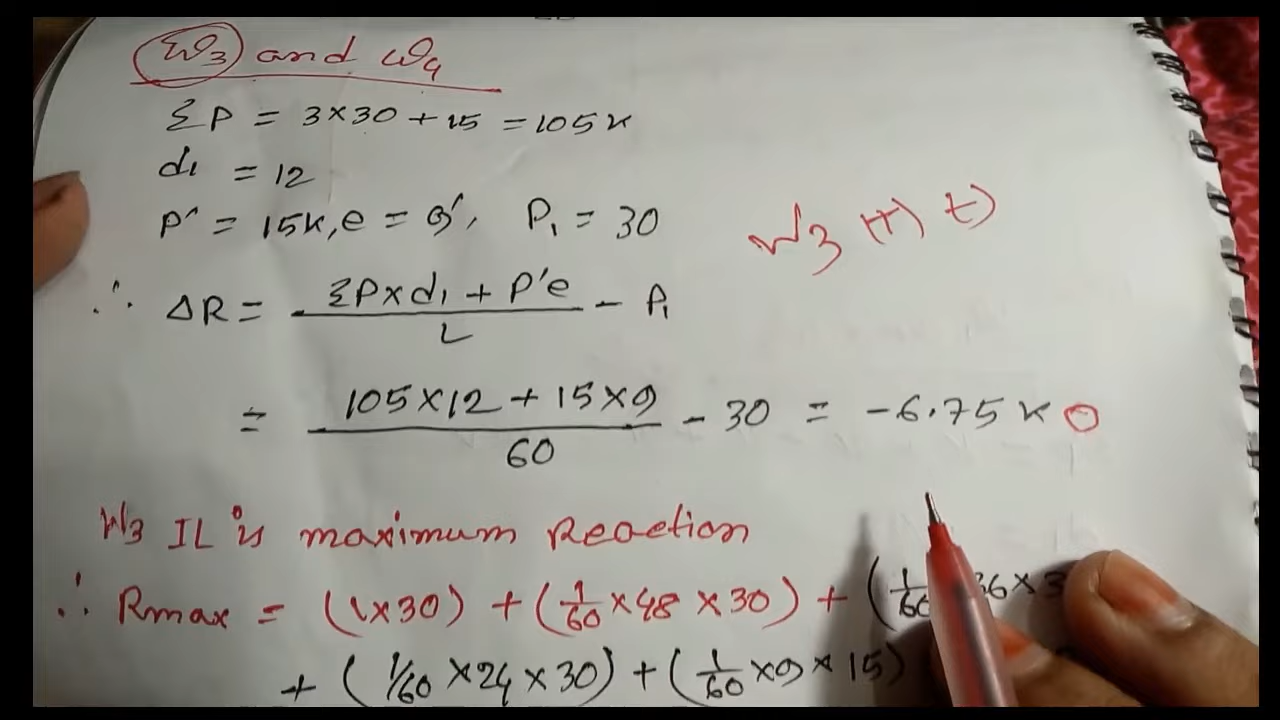 W3 and W4
ΣP = 3×30 + 15 = 105k
d1 = 12
P' = 15k, e = 9', P1 = 30
W3 (+) t)
∴ ΔR = (ΣP×d1 + P'e)/L - P1
= (105×12 + 15×9)/60 - 30 = -6.75 k
W3 IL is maximum Reaction
∴ Rmax = (1×30) + (1/60 ×48 ×30) + (1/60
+ (1/60 ×24×30) + (1/60 ×9×15)